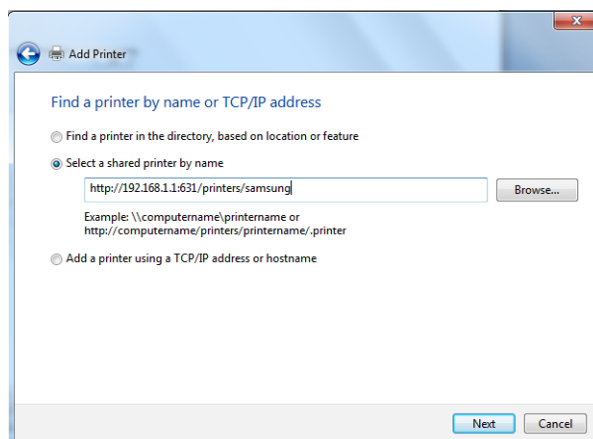 Add Printer
Find a printer by name or TCP/IP address
Find a printer in the directory, based on location or feature
Select a shared printer by name
http://192.168.1.1:631/printers/samsung
Browse...
Example: \\computername\printername or
http://computername/printers/printername/.printer
Add a printer using a TCP/IP address or hostname
Next Cancel